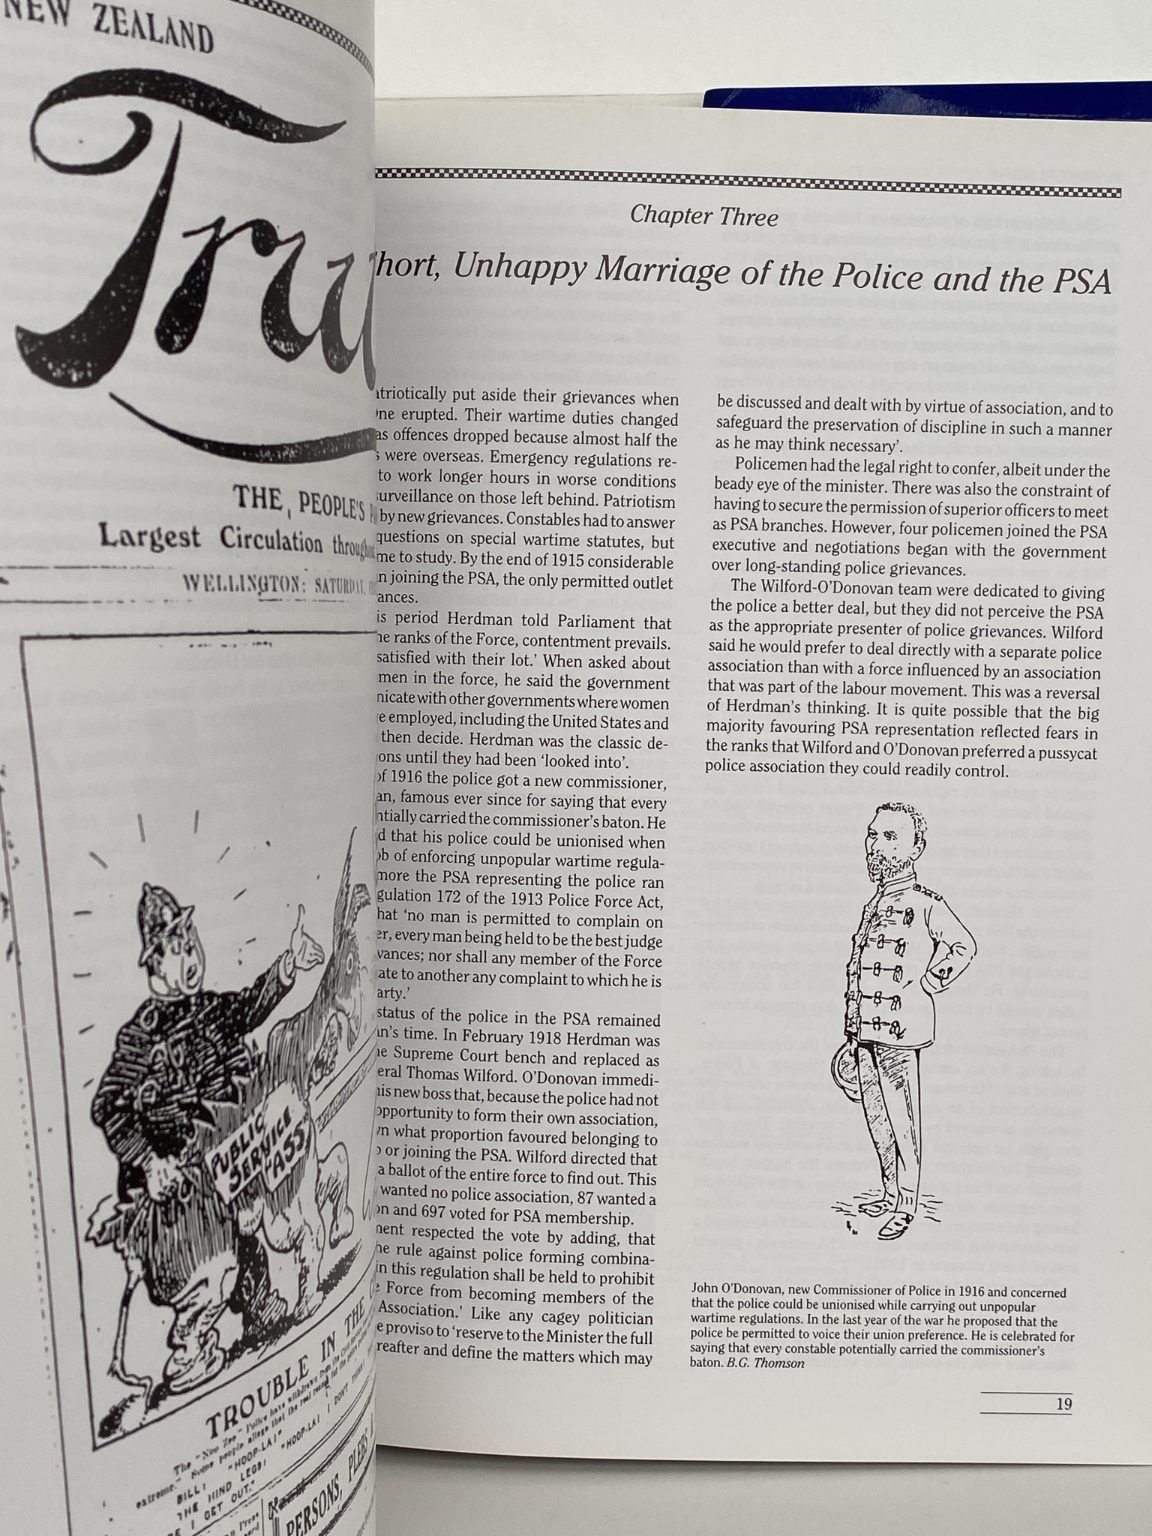 NEW ZEALAND
Tru
THE PEOPLE'S
Largest Circulation
WELLINGTON: SATURDAY,
PUBLIC
SERVICE
ASS
TROUBLE IN THE
"HOOP-LA!" "HOOP-LA! I DON'T
BILL!
THE HIND LEGS!
I GET OUT."
PERSONS,
Chapter Three
hort, Unhappy Marriage of the Police and the PSA
triotically put aside their grievances when
ne erupted. Their wartime duties changed
as offences dropped because almost half the
s were overseas. Emergency regulations re-
to work longer hours in worse conditions
urveillance on those left behind. Patriotism
by new grievances. Constables had to answer
questions on special wartime statutes, but
me to study. By the end of 1915 considerable
n joining the PSA, the only permitted outlet
ances.
is period Herdman told Parliament that
he ranks of the Force, contentment prevails.
satisfied with their lot.' When asked about
men in the force, he said the government
nicate with other governments where women
e employed, including the United States and
then decide. Herdman was the classic de-
ons until they had been 'looked into'.
of 1916 the police got a new commissioner,
an, famous ever since for saying that every
ntially carried the commissioner's baton. He
d that his police could be unionised when
ob of enforcing unpopular wartime regula-
more the PSA representing the police ran
gulation 172 of the 1913 Police Force Act,
hat 'no man is permitted to complain on
er, every man being held to be the best judge
vances; nor shall any member of the Force
ate to another any complaint to which he is
arty.'
status of the police in the PSA remained
n's time. In February 1918 Herdman was
e Supreme Court bench and replaced as
eral Thomas Wilford. O'Donovan immedi-
his new boss that, because the police had not
opportunity to form their own association,
n what proportion favoured belonging to
or joining the PSA. Wilford directed that
a ballot of the entire force to find out. This
wanted no police association, 87 wanted a
on and 697 voted for PSA membership.
ment respected the vote by adding, that
he rule against police forming combina-
in this regulation shall be held to prohibit
e Force from becoming members of the
Association.' Like any cagey politician
e proviso to 'reserve to the Minister the full
reafter and define the matters which may
be discussed and dealt with by virtue of association, and to
safeguard the preservation of discipline in such a manner
as he may think necessary'.
Policemen had the legal right to confer, albeit under the
beady eye of the minister. There was also the constraint of
having to secure the permission of superior officers to meet
as PSA branches. However, four policemen joined the PSA
executive and negotiations began with the government
over long-standing police grievances.
The Wilford-O'Donovan team were dedicated to giving
the police a better deal, but they did not perceive the PSA
as the appropriate presenter of police grievances. Wilford
said he would prefer to deal directly with a separate police
association than with a force influenced by an association
that was part of the labour movement. This was a reversal
of Herdman's thinking. It is quite possible that the big
majority favouring PSA representation reflected fears in
the ranks that Wilford and O'Donovan preferred a pussycat
police association they could readily control.
John O'Donovan, new Commissioner of Police in 1916 and concerned
that the police could be unionised while carrying out unpopular
wartime regulations. In the last year of the war he proposed that the
police be permitted to voice their union preference. He is celebrated for
saying that every constable potentially carried the commissioner's
baton. B.G. Thomson
19